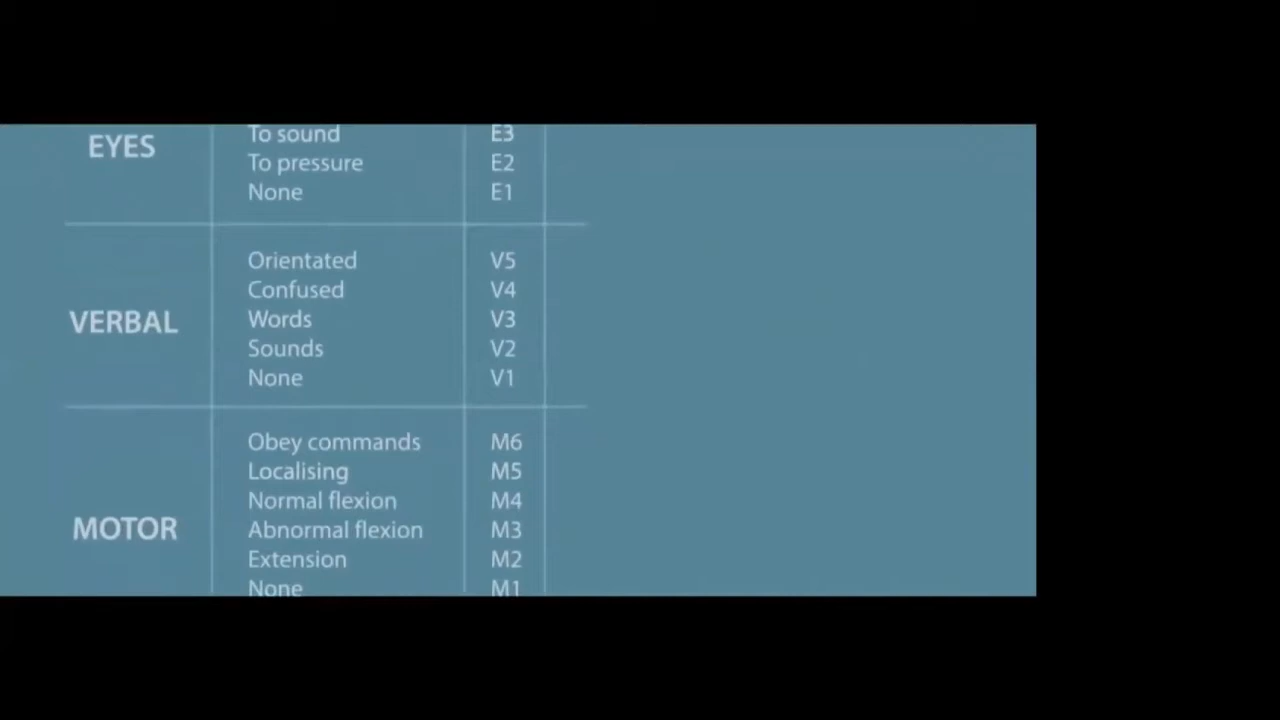 EYES
To sound E3
To pressure E2
None E1
VERBAL
Orientated V5
Confused V4
Words V3
Sounds V2
None V1
MOTOR
Obey commands M6
Localising M5
Normal flexion M4
Abnormal flexion M3
Extension M2
None M1